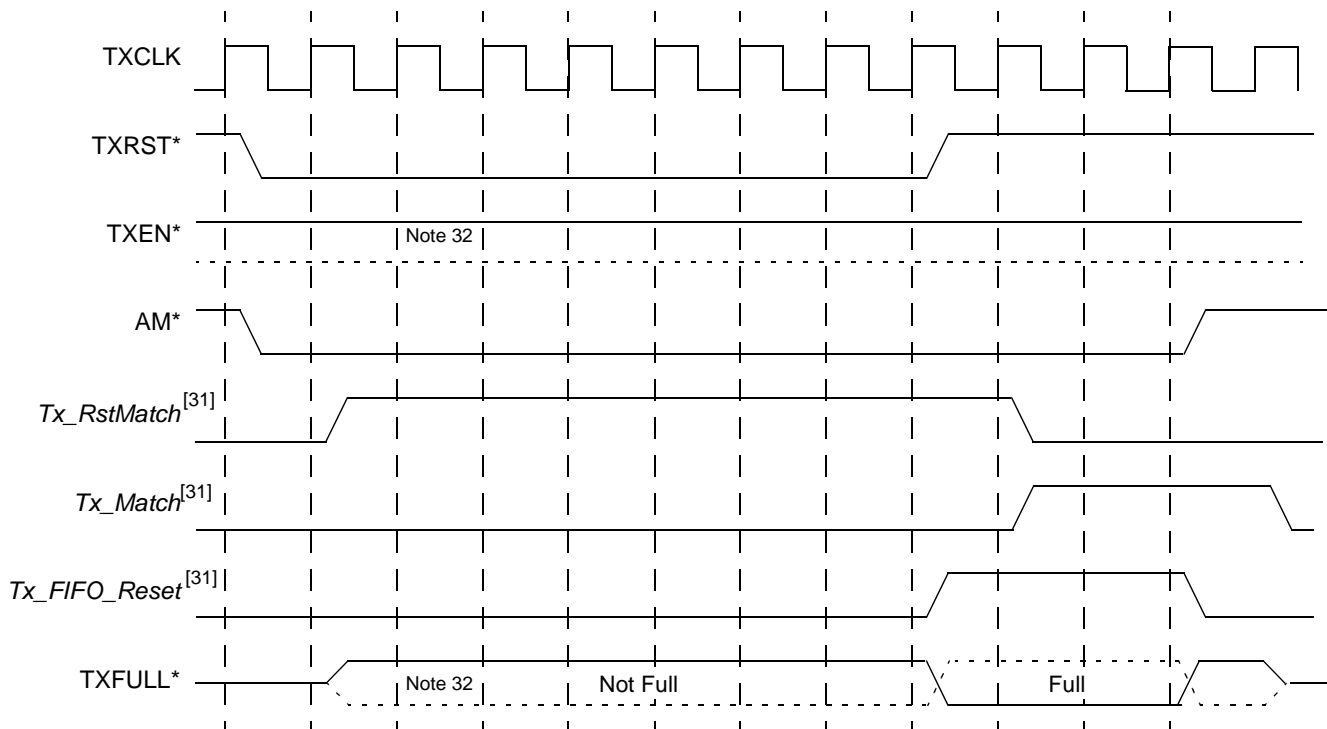 TXCLK
TXRST*
TXEN*
Note 32
AM*
Tx_RstMatch[31]
Tx_Match[31]
Tx_FIFO_Reset[31]
TXFULL*
Note 32
Not Full
Full